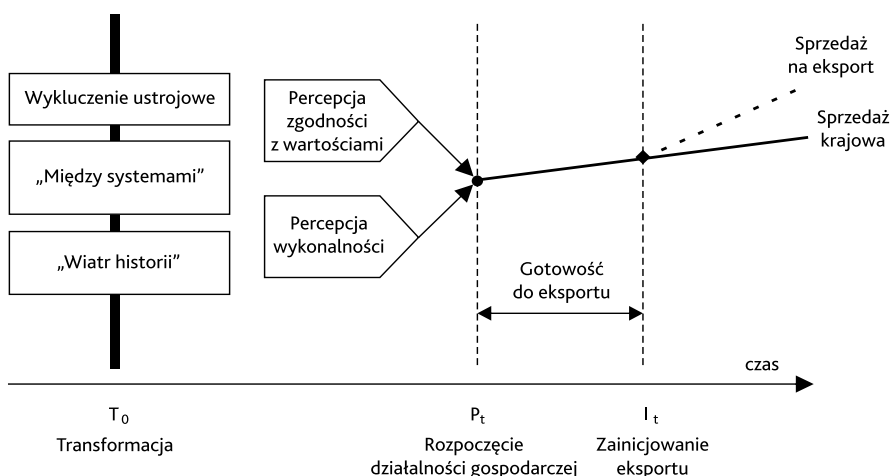 Wykluczenie ustrojowe
„Między systemami”
„Wiatr historii”
Percepcja
zgodności
z wartościami
Percepcja
wykonalności
Sprzedaż
na eksport
Sprzedaż
krajowa
Gotowość
do eksportu
czas
T0
Transformacja
Pt
Rozpoczęcie
działalności gospodarczej
It
Zainicjowanie
eksportu